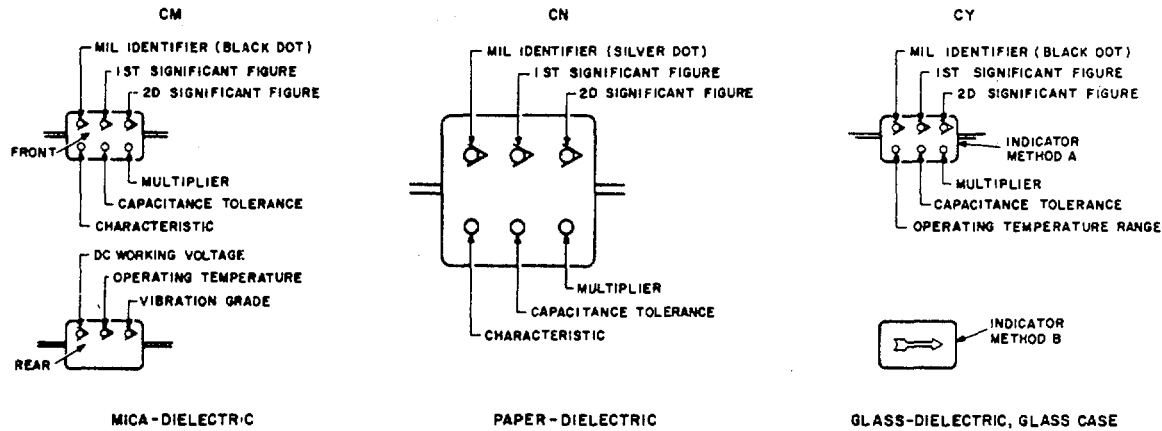 CM
MIL IDENTIFIER (BLACK DOT)
1ST SIGNIFICANT FIGURE
2D SIGNIFICANT FIGURE
FRONT
MULTIPLIER
CAPACITANCE TOLERANCE
CHARACTERISTIC
DC WORKING VOLTAGE
OPERATING TEMPERATURE
VIBRATION GRADE
REAR
MICA-DIELECTRIC
CN
MIL IDENTIFIER (SILVER DOT)
1ST SIGNIFICANT FIGURE
2D SIGNIFICANT FIGURE
MULTIPLIER
CAPACITANCE TOLERANCE
CHARACTERISTIC
PAPER-DIELECTRIC
CY
MIL IDENTIFIER (BLACK DOT)
1ST SIGNIFICANT FIGURE
2D SIGNIFICANT FIGURE
INDICATOR
METHOD A
MULTIPLIER
CAPACITANCE TOLERANCE
OPERATING TEMPERATURE RANGE
INDICATOR
METHOD B
GLASS-DIELECTRIC, GLASS CASE